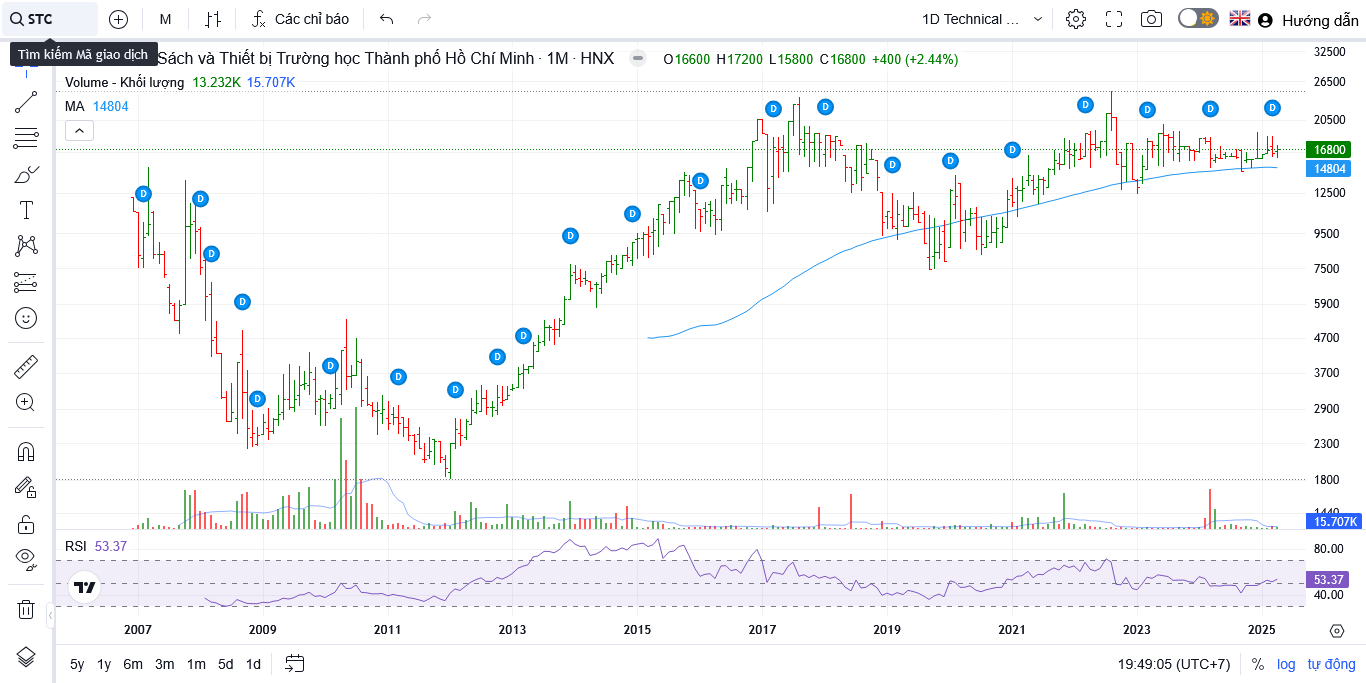 STC
M
Các chỉ báo
1D Technical ...
Hướng dẫn
Tìm kiếm Mã giao dịch
Sách và Thiết bị Trường học Thành phố Hồ Chí Minh · 1M · HNX
O16600 H17200 L15800 C16800 +400 (+2.44%)
Volume - Khối lượng 13.232K 15.707K
MA 14804
32500
26500
20500
16800
14804
12500
9500
7500
5900
4700
3700
2900
2300
1800
1440
15.707K
D D D D D D D D D D D D D D D D D D D D D D D
RSI 53.37
80.00
53.37
40.00
2007 2009 2011 2013 2015 2017 2019 2021 2023 2025
5y 1y 6m 3m 1m 5d 1d
19:49:05 (UTC+7) % log tự động